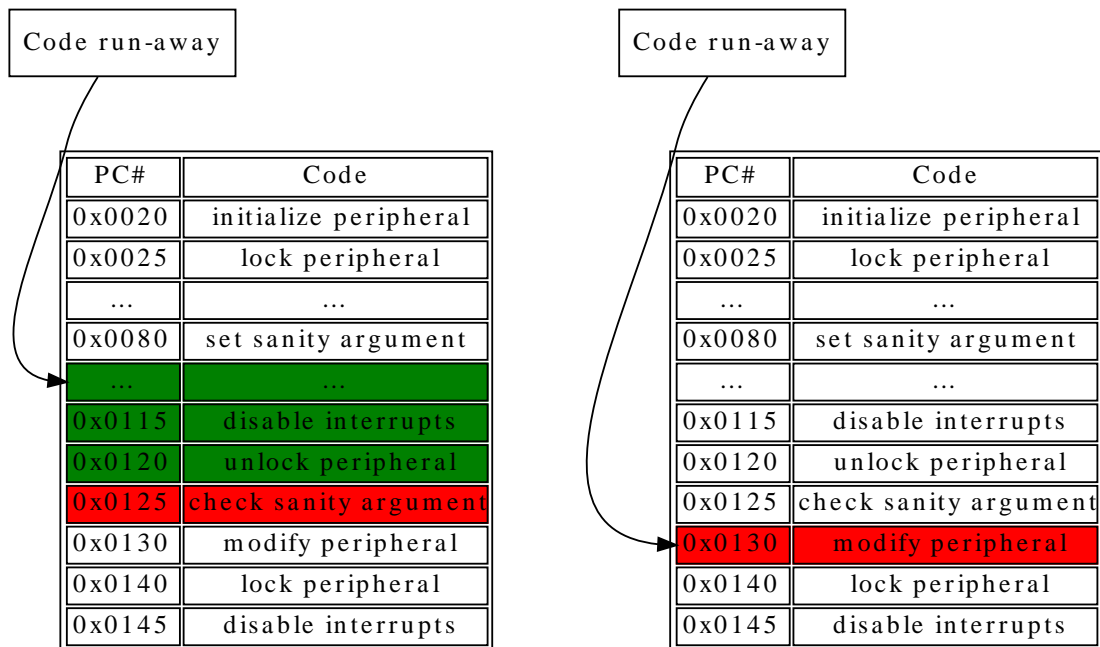 Code run-away
PC# Code
0x0020 initialize peripheral
0x0025 lock peripheral
... ...
0x0080 set sanity argument
... ...
0x0115 disable interrupts
0x0120 unlock peripheral
0x0125 check sanity argument
0x0130 modify peripheral
0x0140 lock peripheral
0x0145 disable interrupts
Code run-away
PC# Code
0x0020 initialize peripheral
0x0025 lock peripheral
... ...
0x0080 set sanity argument
... ...
0x0115 disable interrupts
0x0120 unlock peripheral
0x0125 check sanity argument
0x0130 modify peripheral
0x0140 lock peripheral
0x0145 disable interrupts